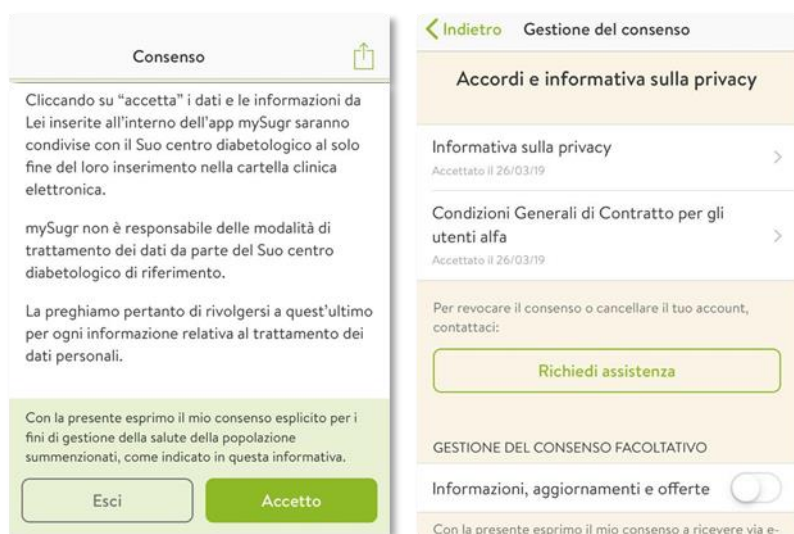 Consenso
Cliccando su “accetta” i dati e le informazioni da
Lei inserite all’interno dell’app mySugr saranno
condivise con il Suo centro diabetologico al solo
fine del loro inserimento nella cartella clinica
elettronica.
mySugr non è responsabile delle modalità di
trattamento dei dati da parte del Suo centro
diabetologico di riferimento.
La preghiamo pertanto di rivolgersi a quest’ultimo
per ogni informazione relativa al trattamento dei
dati personali.
Con la presente esprimo il mio consenso esplicito per i
fini di gestione della salute della popolazione
summenzionati, come indicato in questa informativa.
Esci
Accetto
Indietro
Gestione del consenso
Accordi e informativa sulla privacy
Informativa sulla privacy
Accettato il 26/03/19
Condizioni Generali di Contratto per gli
utenti alfa
Accettato il 26/03/19
Per revocare il consenso o cancellare il tuo account,
contattaci:
Richiedi assistenza
GESTIONE DEL CONSENSO FACOLTATIVO
Informazioni, aggiornamenti e offerte
Con la presente esprimo il mio consenso a ricevere via e-